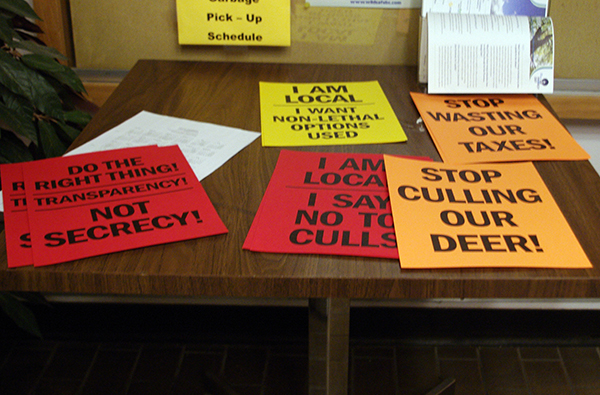 Garbage
Pick - Up
Schedule
I AM
LOCAL
I WANT
NON-LETHAL
OPTIONS
USED
STOP
WASTING
OUR
TAXES!
DO THE
RIGHT THING!
TRANSPARENCY!
NOT
SECRECY!
I AM
LOCAL
I SAY
NO TO
CULLS
STOP
CULLING
OUR
DEER!